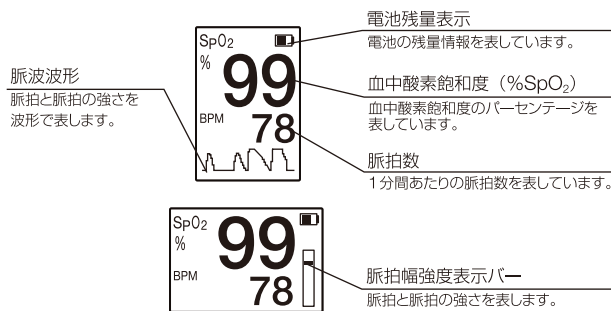 電池残量表示
電池の残量情報を表しています。
SpO₂
%
99
BPM
78
脈波波形
脈拍と脈拍の強さを
波形で表します。
血中酸素飽和度（%SpO₂）
血中酸素飽和度のパーセンテージを
表しています。
脈拍数
1分間あたりの脈拍数を表しています。
SpO₂
%
99
BPM
78
脈拍幅強度表示バー
脈拍と脈拍の強さを表します。